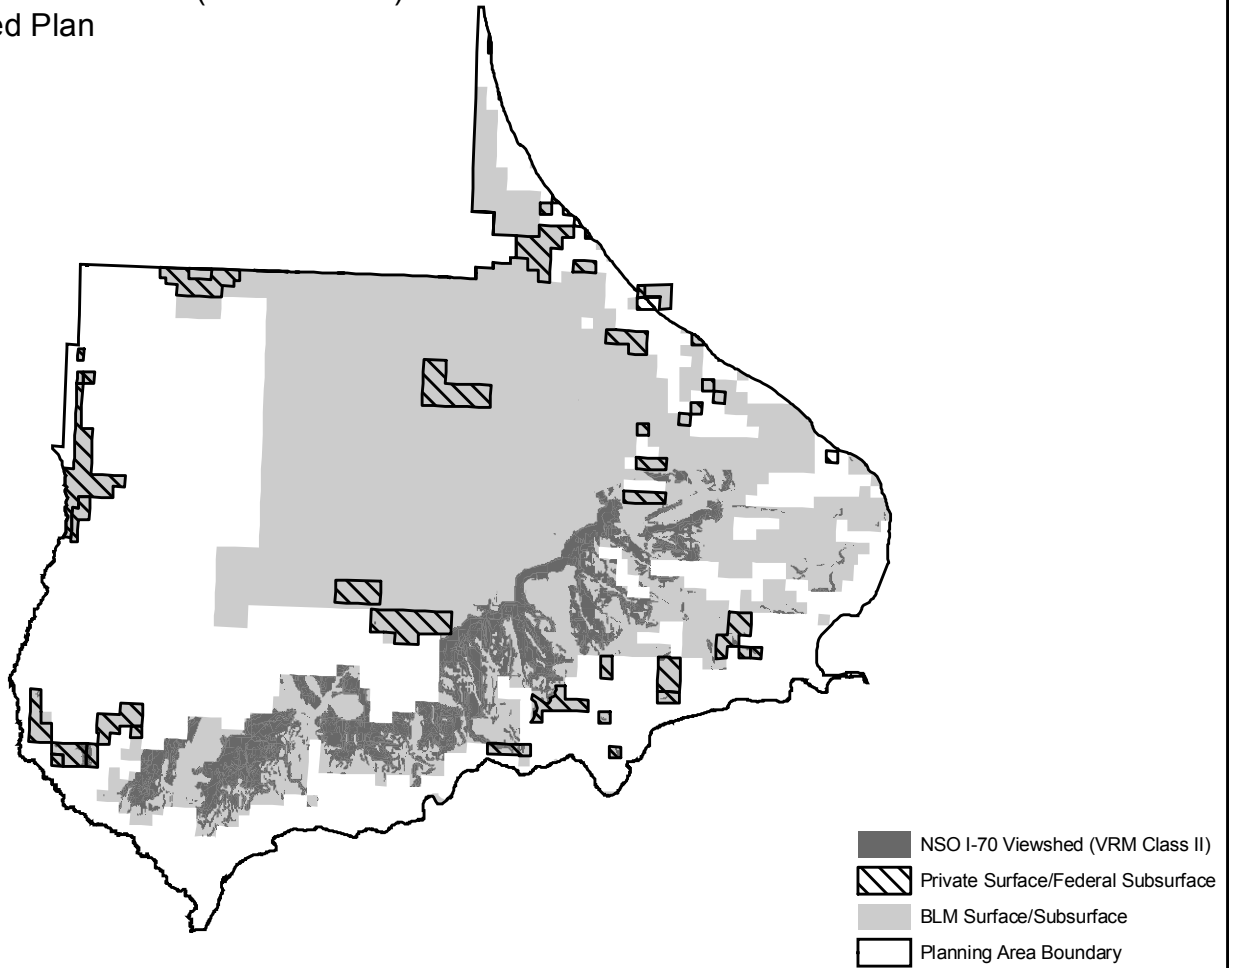 ed Plan
NSO I-70 Viewshed (VRM Class II)
Private Surface/Federal Subsurface
BLM Surface/Subsurface
Planning Area Boundary